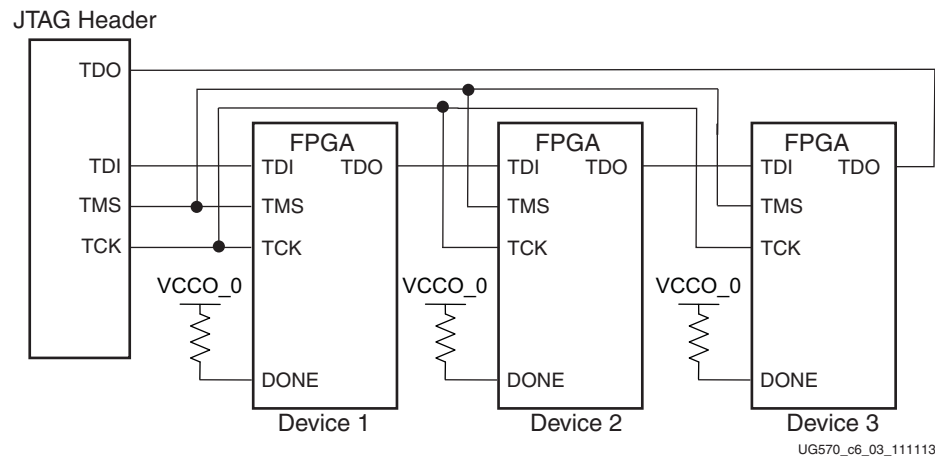 JTAG Header
TDO
FPGA FPGA FPGA
TDI TDI TDO TDI TDO TDI TDO
TMS TMS TMS TMS
TCK TCK TCK TCK
VCCO_0 VCCO_0 VCCO_0
DONE DONE DONE
Device 1 Device 2 Device 3
UG570_c6_03_111113